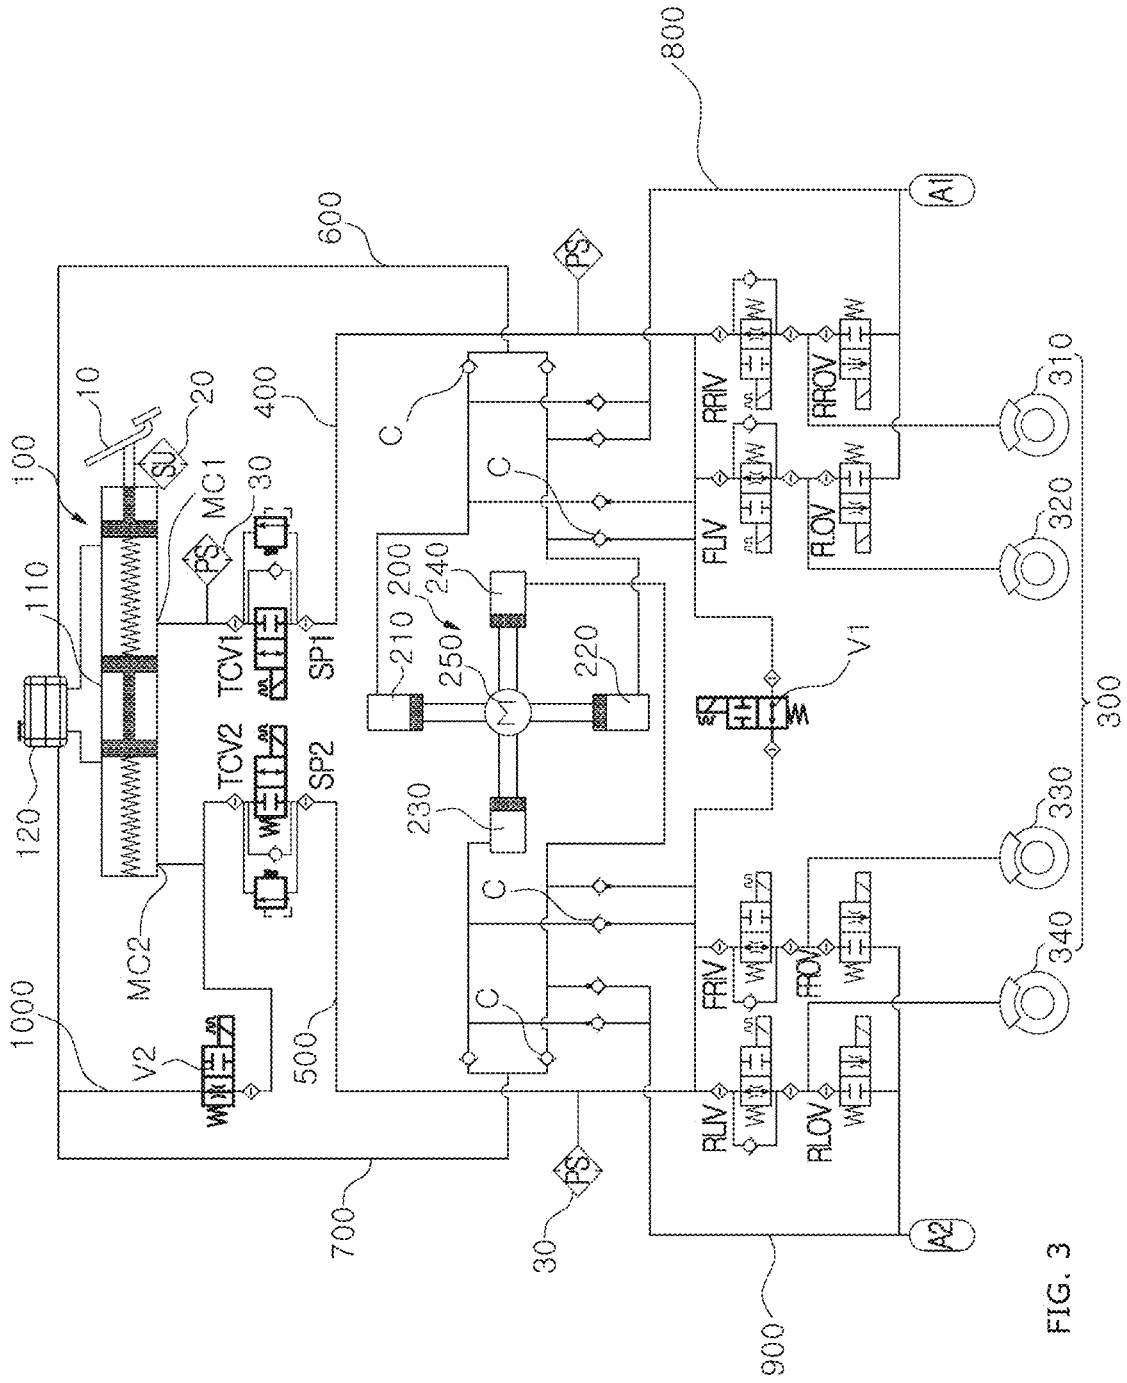 800
A1
600
PS
10
20
SU
400
C
RRIV
RROV
310
100
MC1
30
PS
C
FLIV
FLOV
320
110
TCV1
SP1
200
240
210
250
M
220
V1
300
120
TCV2
SP2
230
330
MC2
C
FRIV
FROV
340
1000
V2
500
C
RLIV
RLOV
700
30
PS
A2
900
FIG. 3